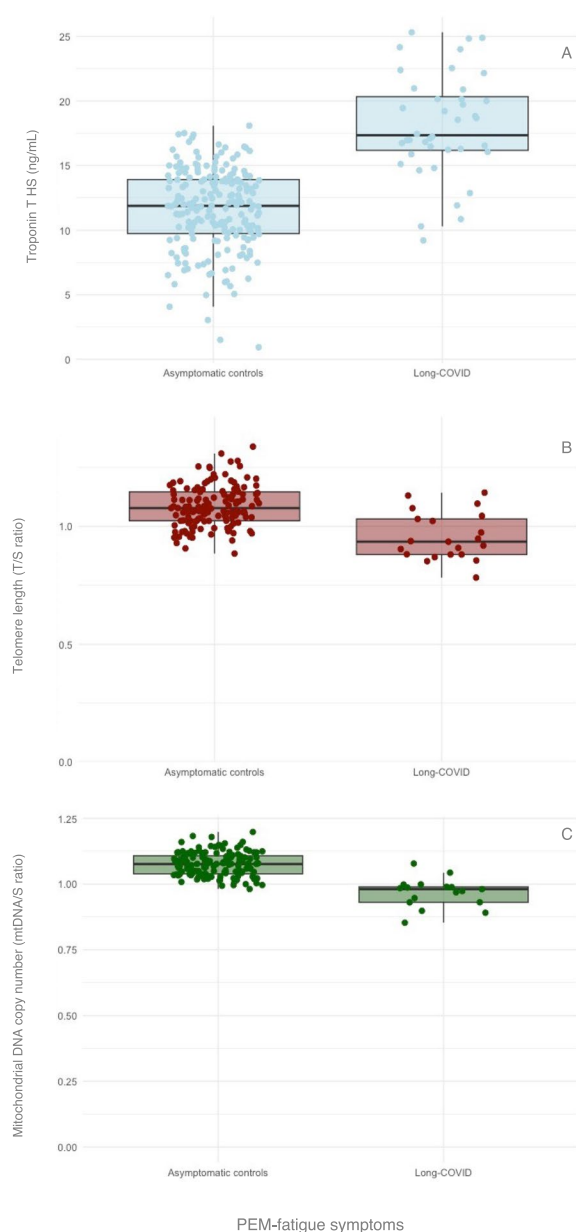 A
Troponin T HS (ng/mL)
25
20
15
10
5
0
Asymptomatic controls
Long-COVID
B
Telomere length (T/S ratio)
1.0
0.5
0.0
Asymptomatic controls
Long-COVID
C
Mitochondrial DNA copy number (mtDNA/S ratio)
1.25
1.00
0.75
0.50
0.25
0.00
Asymptomatic controls
Long-COVID
PEM-fatigue symptoms